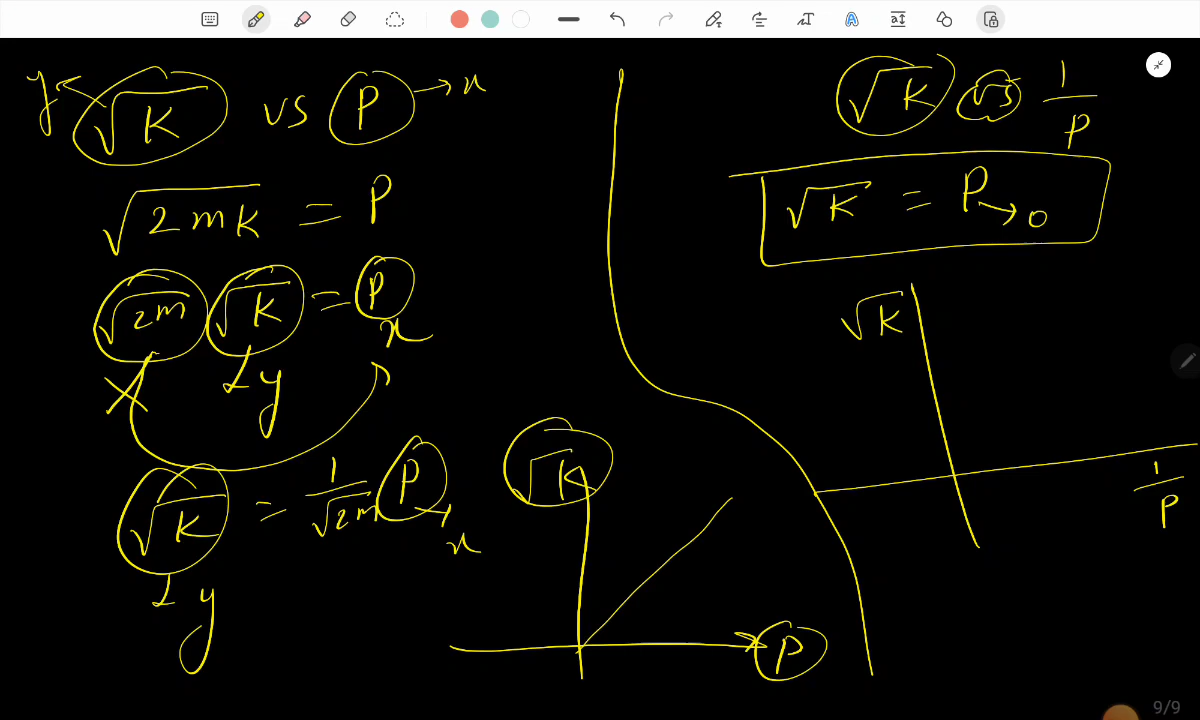 y √K vs P → x
√2mK = P
√2m √K = P
x
y
√K = 1/√2m P
x
y
√K
P
√K vs 1/P
√K = P → 0
√K
1/P
9/9